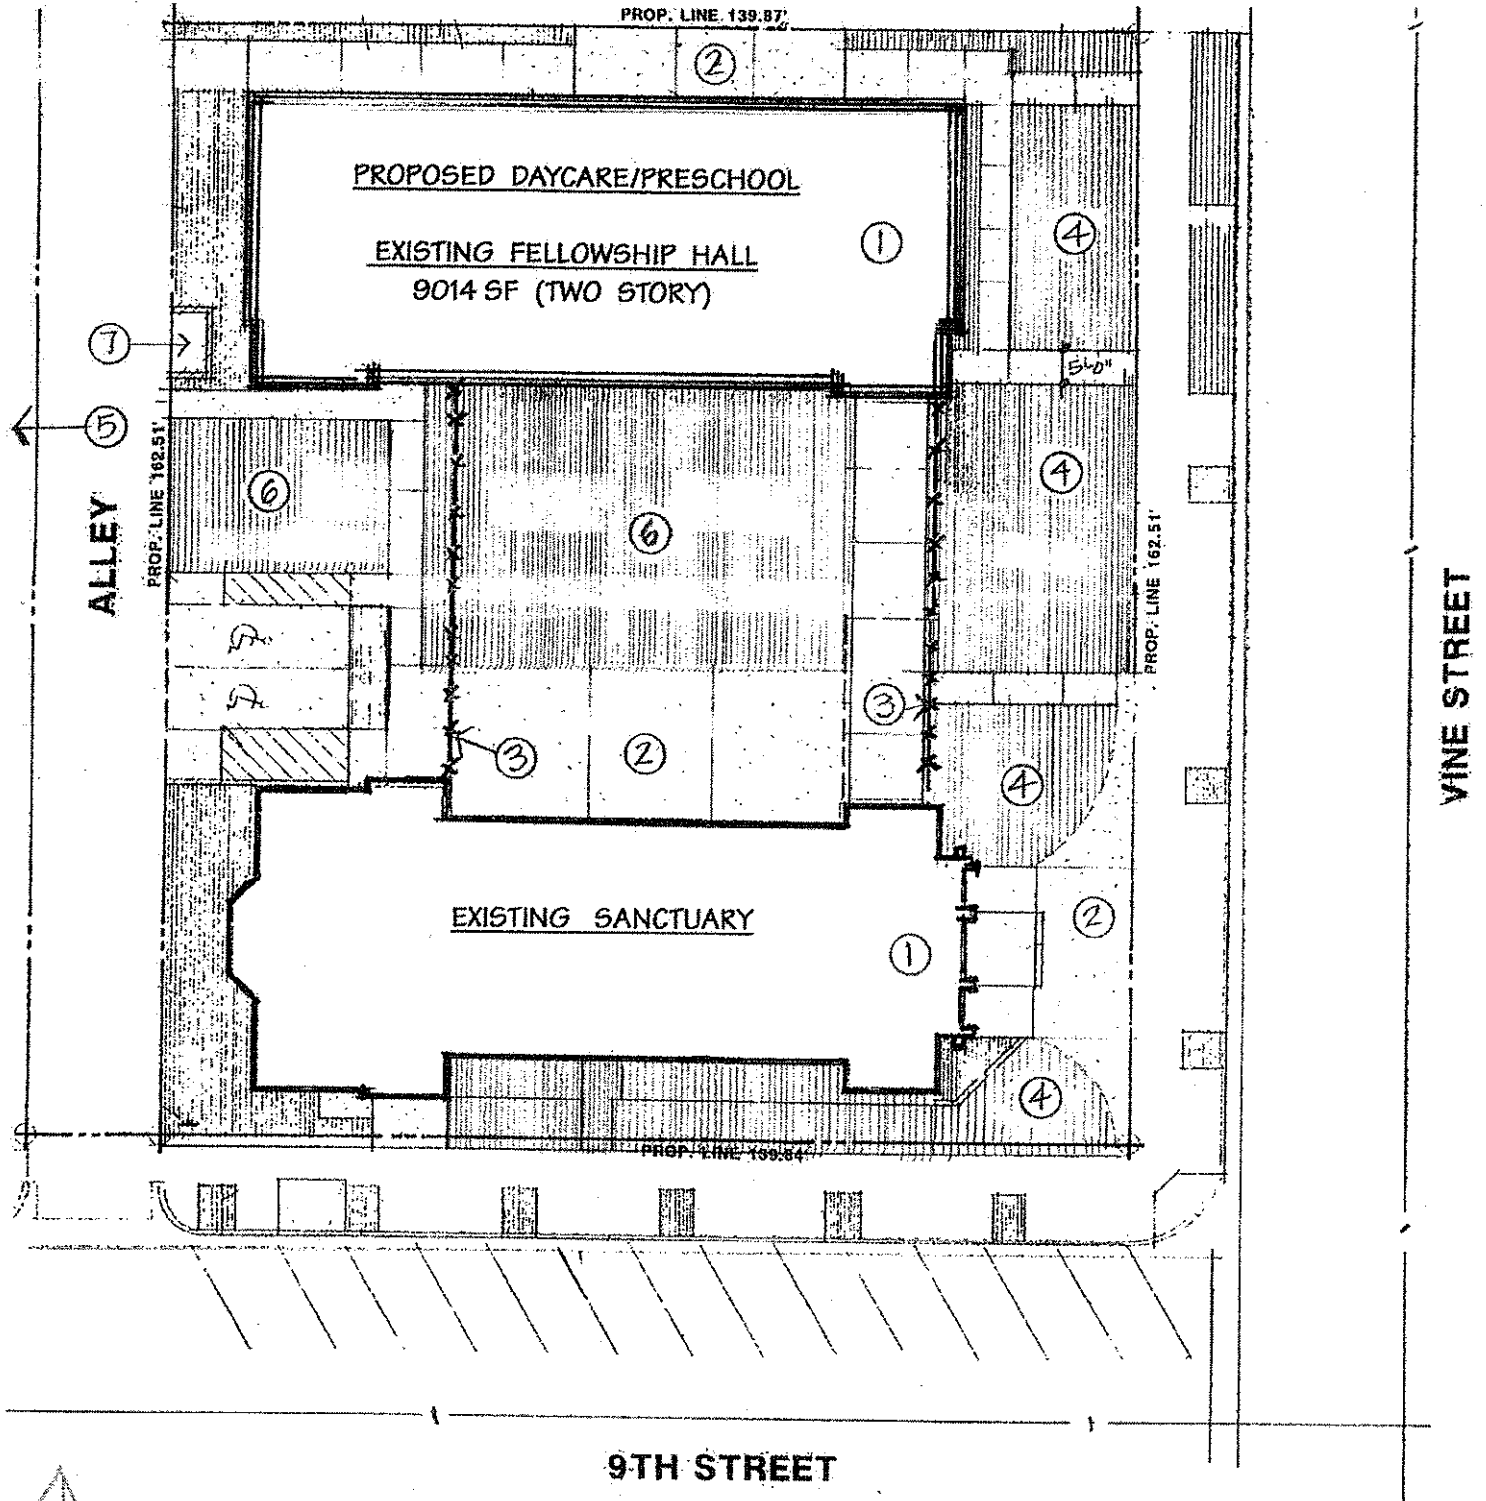 PROP. LINE 139.87'
2
PROPOSED DAYCARE/PRESCHOOL
1
4
EXISTING FELLOWSHIP HALL
9014 SF (TWO STORY)
7
5'-0"
5
PROP. LINE 162.51'
ALLEY
6
6
4
PROP. LINE 162.51'
VINE STREET
3
3
2
4
EXISTING SANCTUARY
1
2
4
PROP. LINE 139.84'
9TH STREET